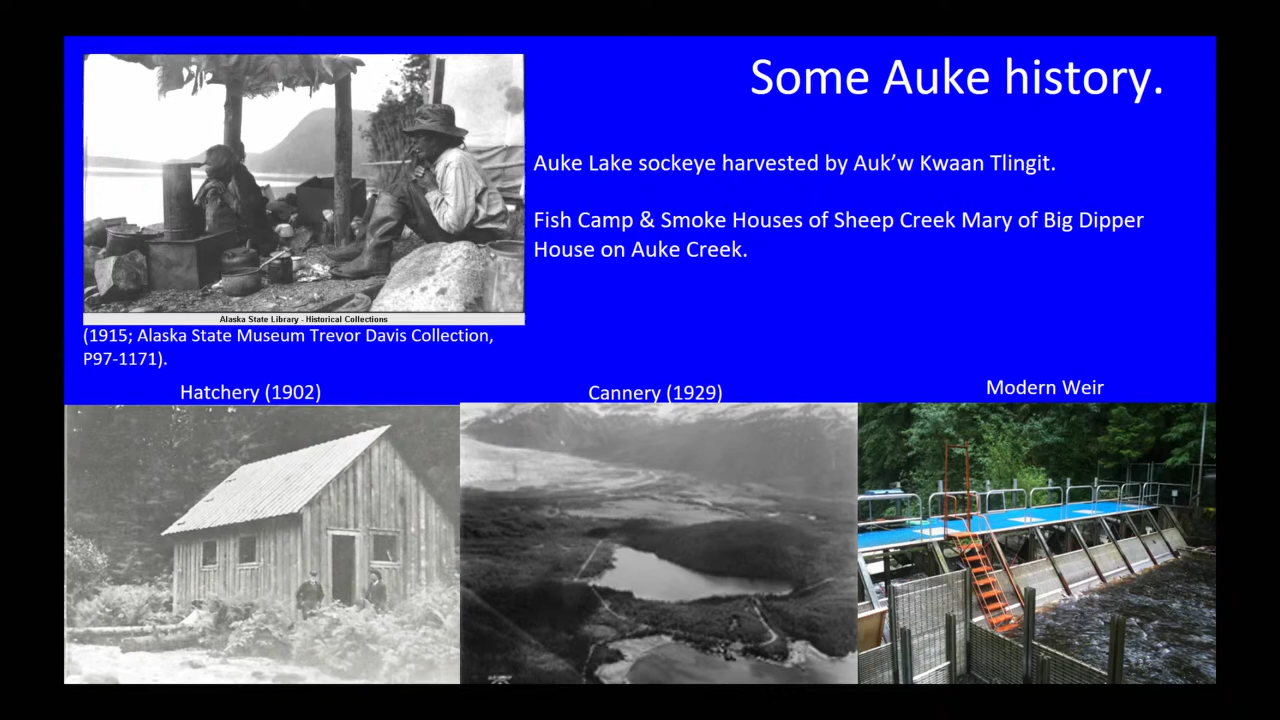 Some Auke history.
Auke Lake sockeye harvested by Auk’w Kwaan Tlingit.
Fish Camp & Smoke Houses of Sheep Creek Mary of Big Dipper
House on Auke Creek.
Alaska State Library - Historical Collections
(1915; Alaska State Museum Trevor Davis Collection,
P97-1171).
Hatchery (1902)
Cannery (1929)
Modern Weir